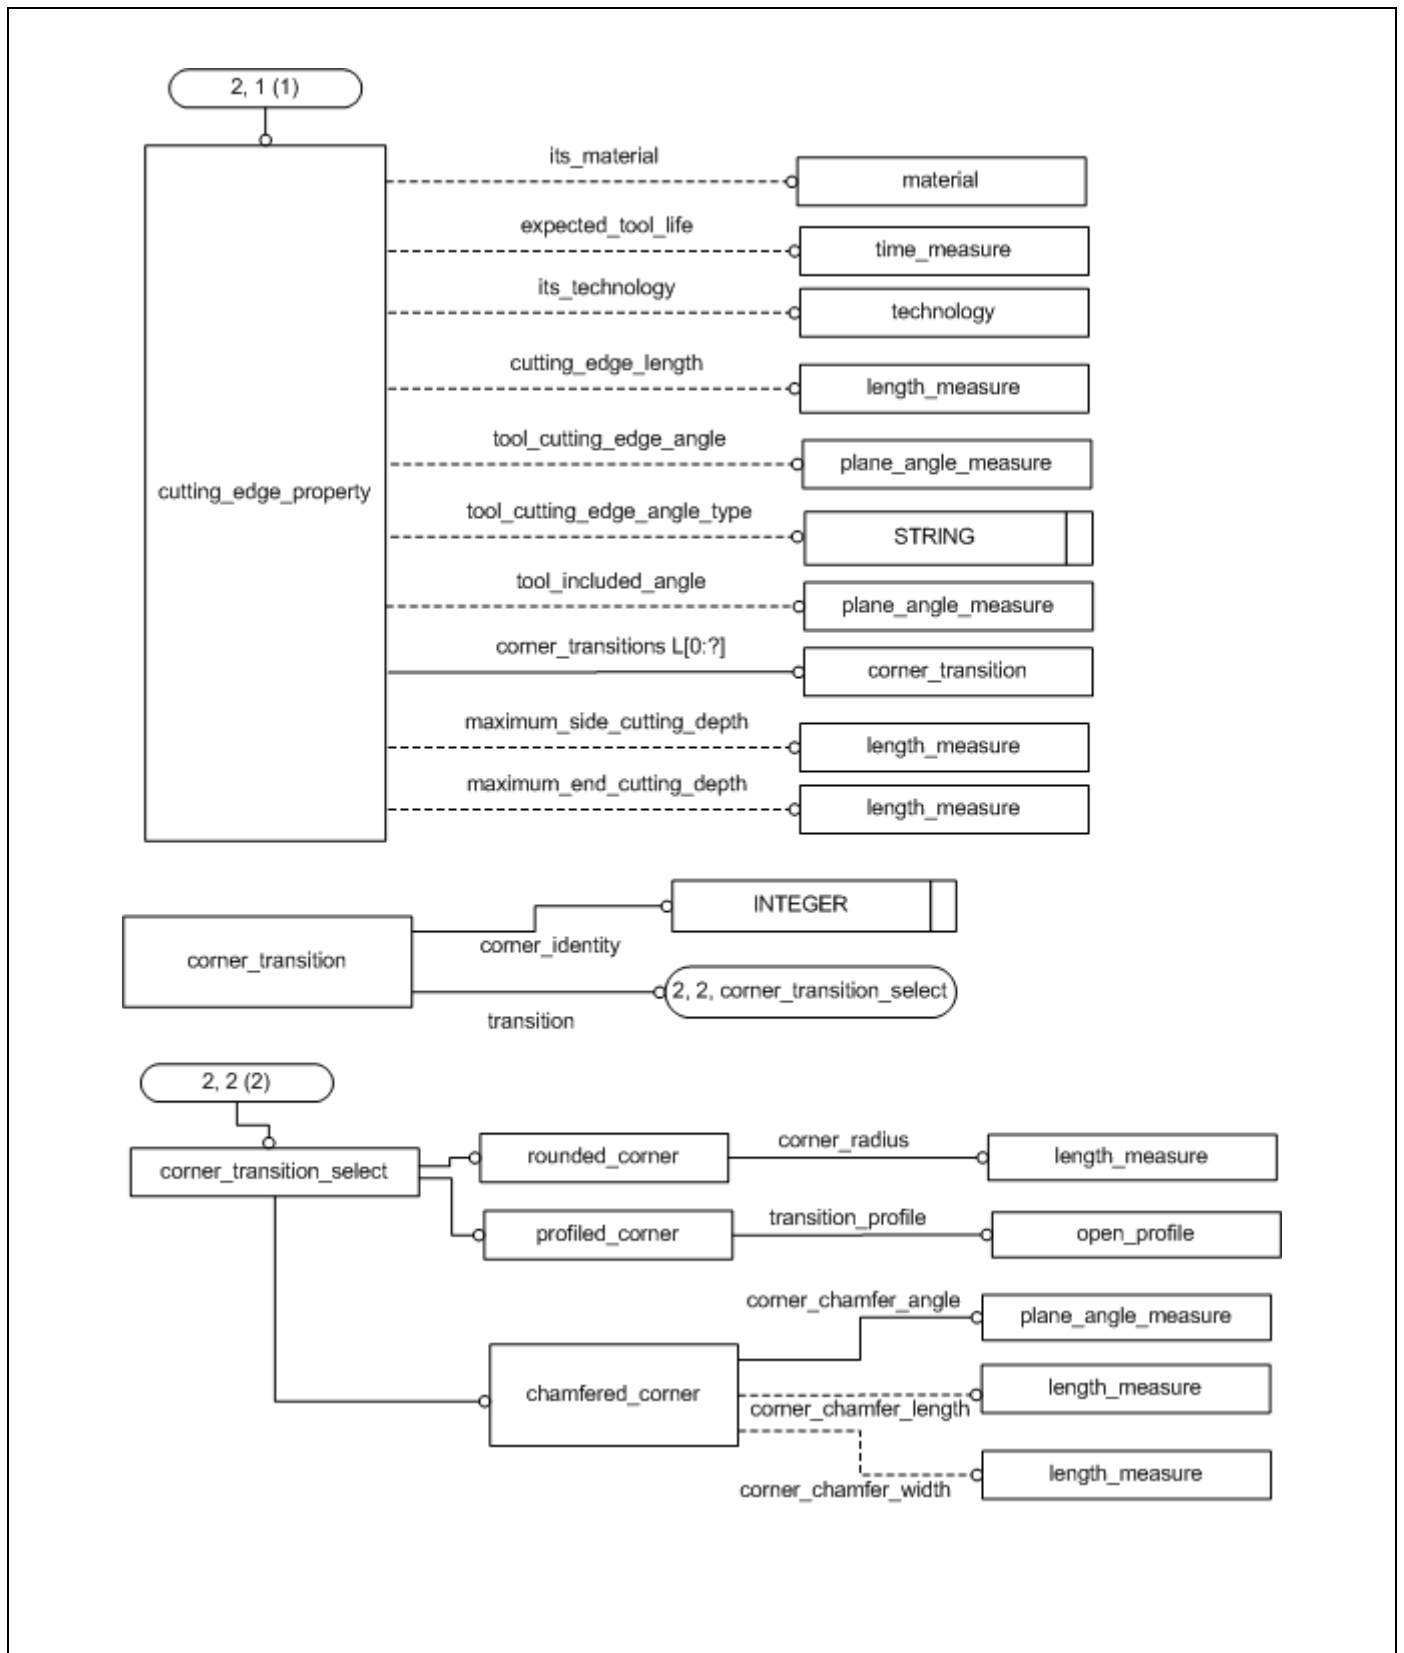 2, 1 (1)
its_material
material
expected_tool_life
time_measure
its_technology
technology
cutting_edge_length
length_measure
tool_cutting_edge_angle
plane_angle_measure
cutting_edge_property
tool_cutting_edge_angle_type
STRING
tool_included_angle
plane_angle_measure
corner_transitions L[0:?]
corner_transition
maximum_side_cutting_depth
length_measure
maximum_end_cutting_depth
length_measure
INTEGER
corner_identity
corner_transition
2, 2, corner_transition_select
transition
2, 2 (2)
corner_transition_select
rounded_corner
corner_radius
length_measure
profiled_corner
transition_profile
open_profile
corner_chamfer_angle
plane_angle_measure
chamfered_corner
length_measure
corner_chamfer_length
length_measure
corner_chamfer_width